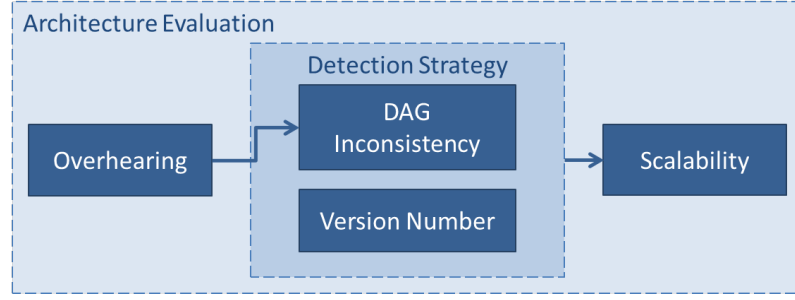 Architecture Evaluation
Detection Strategy
Overhearing
DAG
Inconsistency
Version Number
Scalability